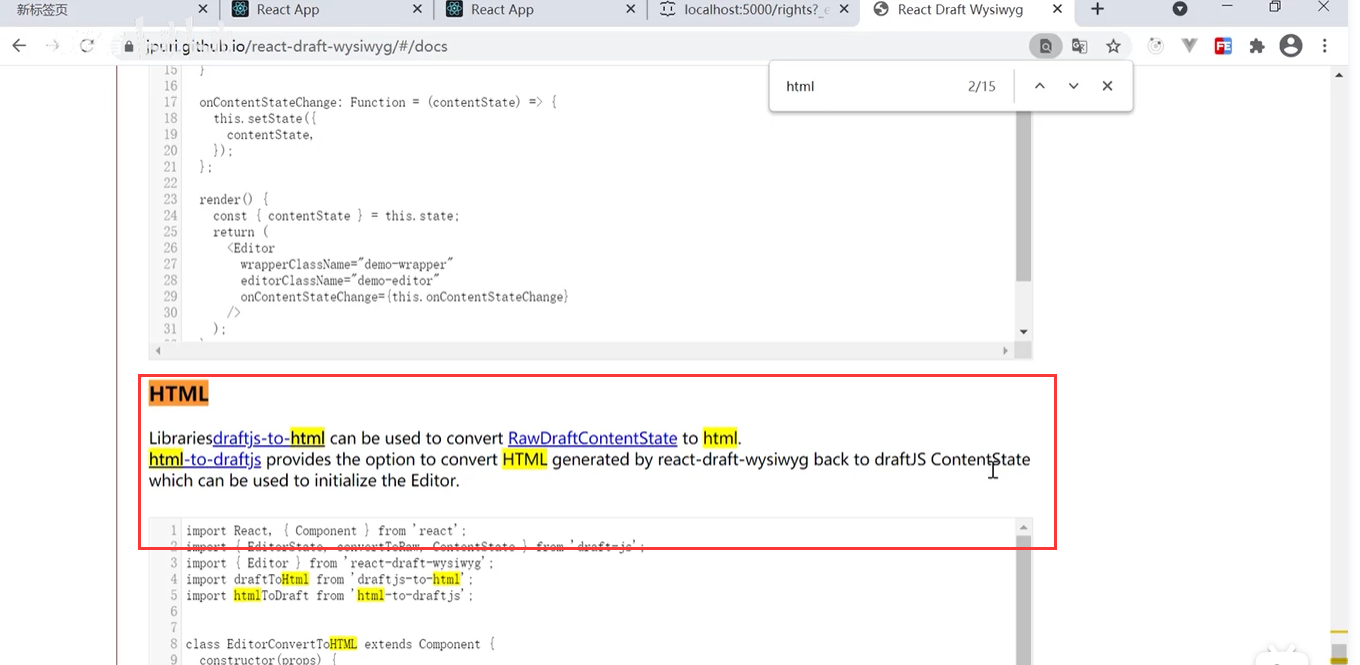 新标签页
React App
React App
localhost:5000/rights?_e
React Draft Wysiwyg
jpuri.github.io/react-draft-wysiwyg/#/docs
html 2/15
15 }
16
17 onContentStateChange: Function = (contentState) => {
18 this.setState({
19 contentState,
20 });
21 };
22
23 render() {
24 const { contentState } = this.state;
25 return (
26 <Editor
27 wrapperClassName="demo-wrapper"
28 editorClassName="demo-editor"
29 onContentStateChange={this.onContentStateChange}
30 />
31 );
HTML
Librariesdraftjs-to-html can be used to convert RawDraftContentState to html.
html-to-draftjs provides the option to convert HTML generated by react-draft-wysiwyg back to draftJS ContentState
which can be used to initialize the Editor.
1 import React, { Component } from 'react';
2 import { EditorState, convertToRaw, ContentState } from 'draft-js';
3 import { Editor } from 'react-draft-wysiwyg';
4 import draftToHtml from 'draftjs-to-html';
5 import htmlToDraft from 'html-to-draftjs';
6
7
8 class EditorConvertToHTML extends Component {
9 constructor(props) {